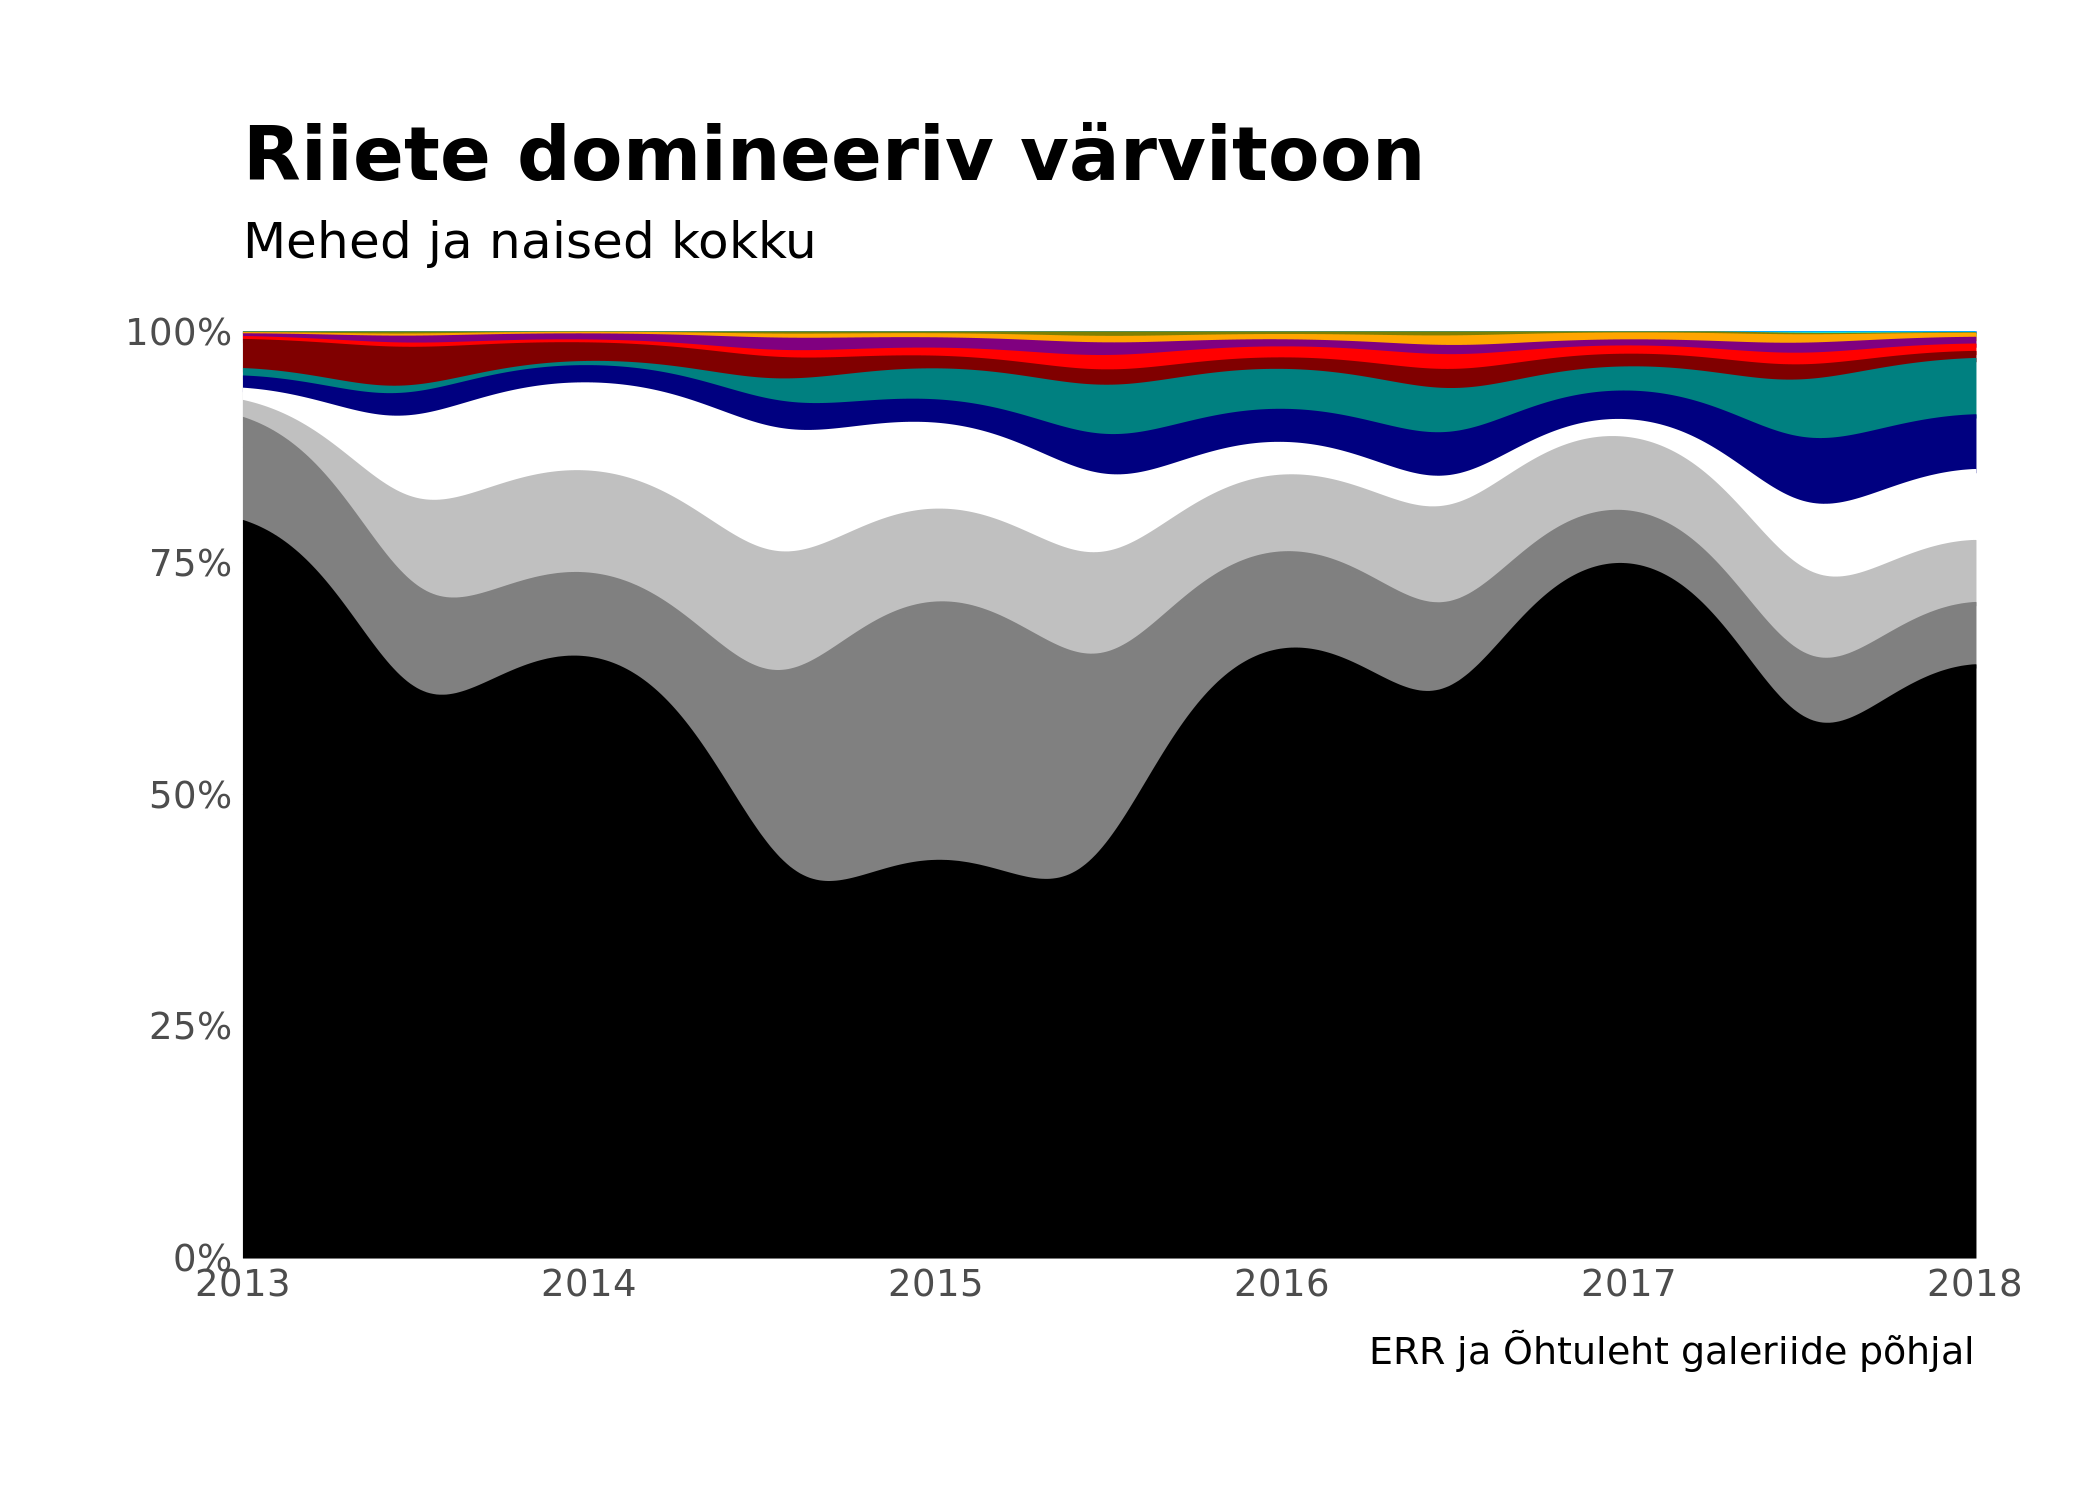 Riiete domineeriv värvitoon
Mehed ja naised kokku
100%
75%
50%
25%
0%
2013 2014 2015 2016 2017 2018
ERR ja Õhtuleht galeriide põhjal